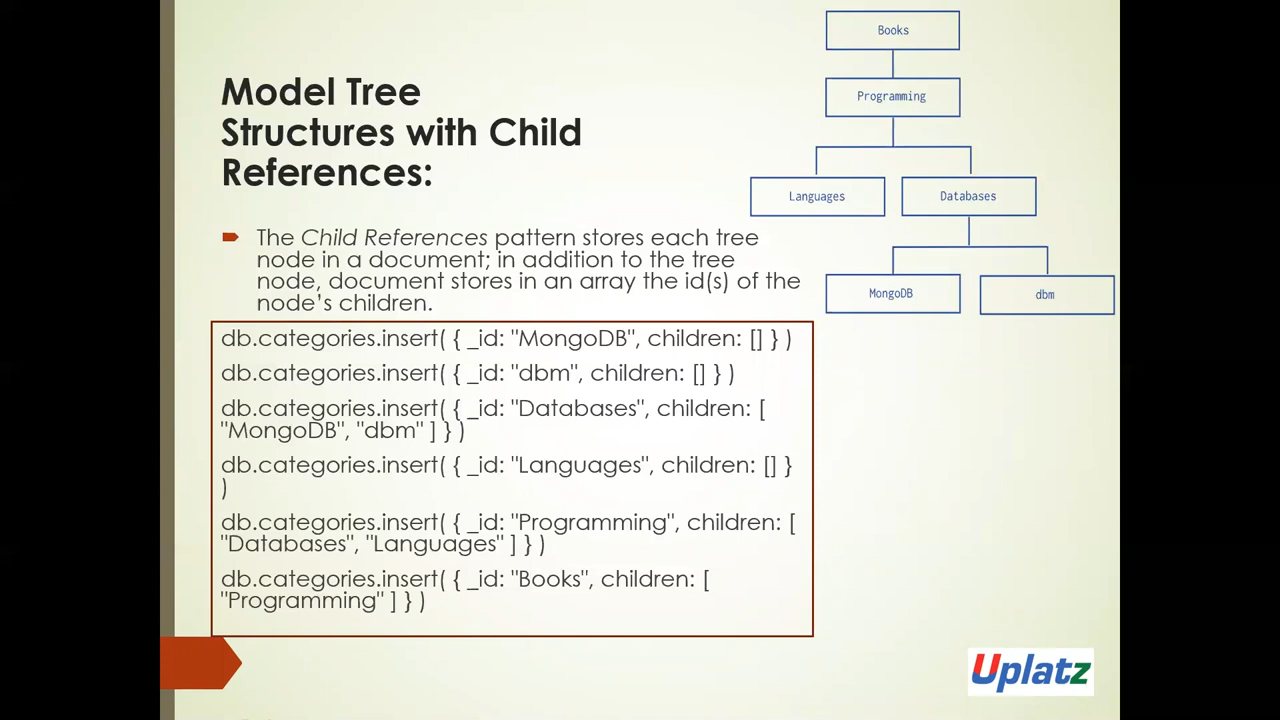 Model Tree
Structures with Child
References:
The Child References pattern stores each tree
node in a document; in addition to the tree
node, document stores in an array the id(s) of the
node’s children.
db.categories.insert( { _id: "MongoDB", children: [] } )
db.categories.insert( { _id: "dbm", children: [] } )
db.categories.insert( { _id: "Databases", children: [
"MongoDB", "dbm" ] } )
db.categories.insert( { _id: "Languages", children: [] }
)
db.categories.insert( { _id: "Programming", children: [
"Databases", "Languages" ] } )
db.categories.insert( { _id: "Books", children: [
"Programming" ] } )
Books
Programming
Languages
Databases
MongoDB
dbm
Uplatz